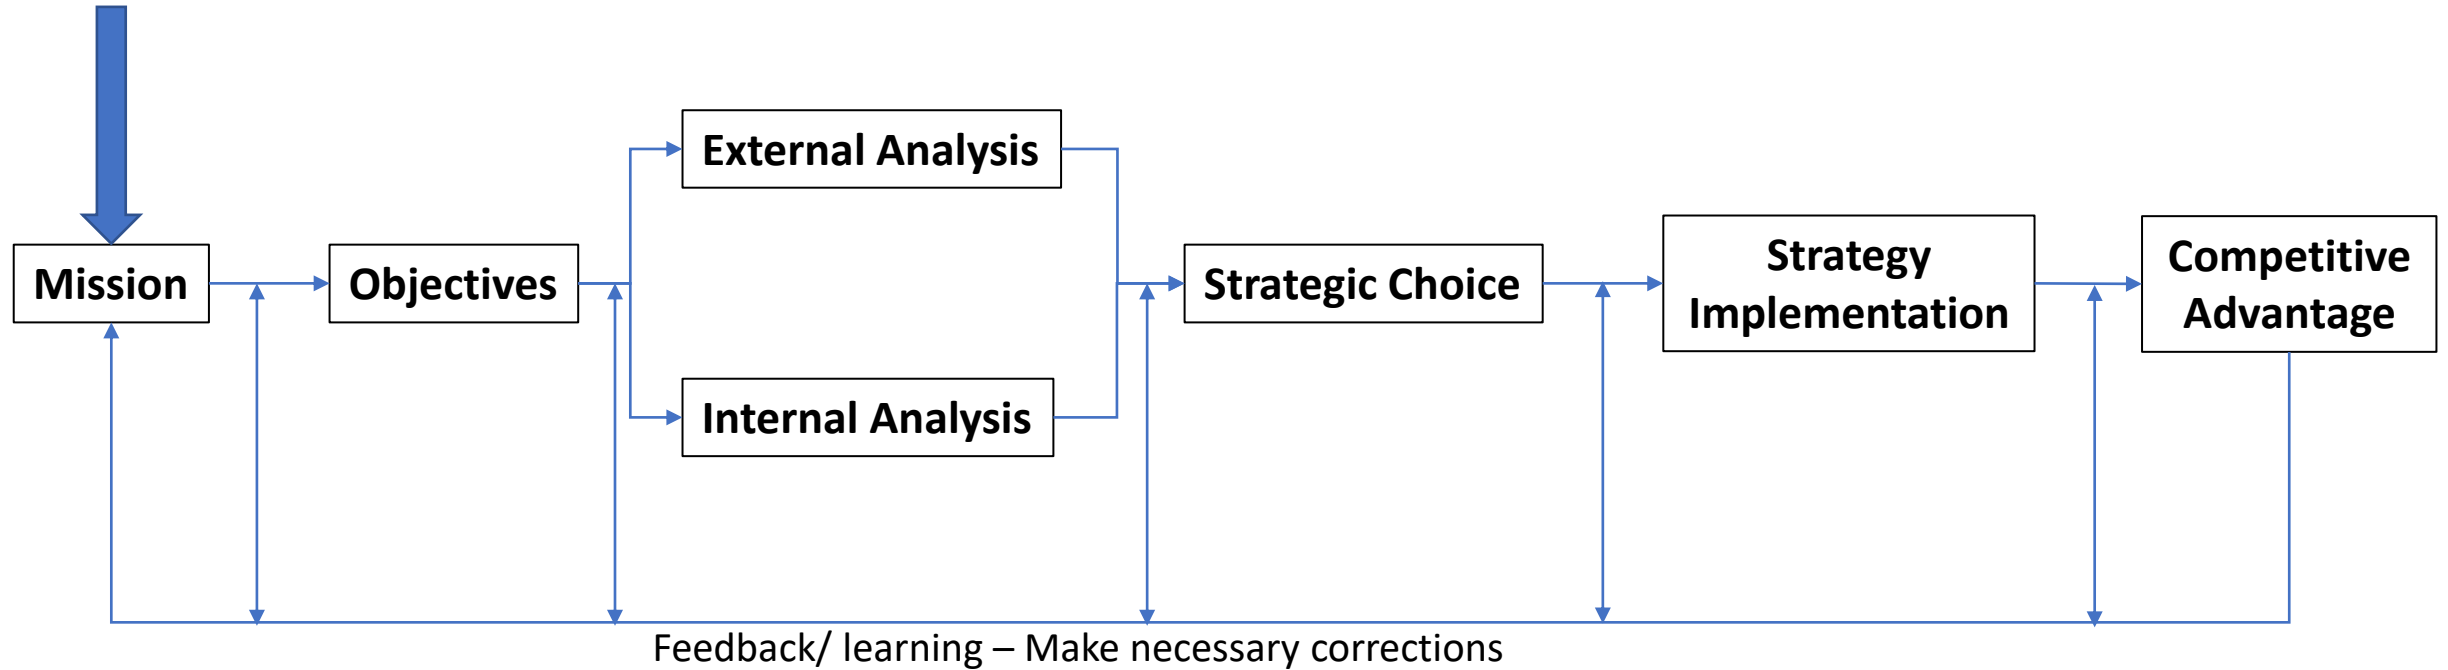 External Analysis
Mission
Objectives
Strategic Choice
Strategy
Implementation
Competitive
Advantage
Internal Analysis
Feedback/ learning – Make necessary corrections